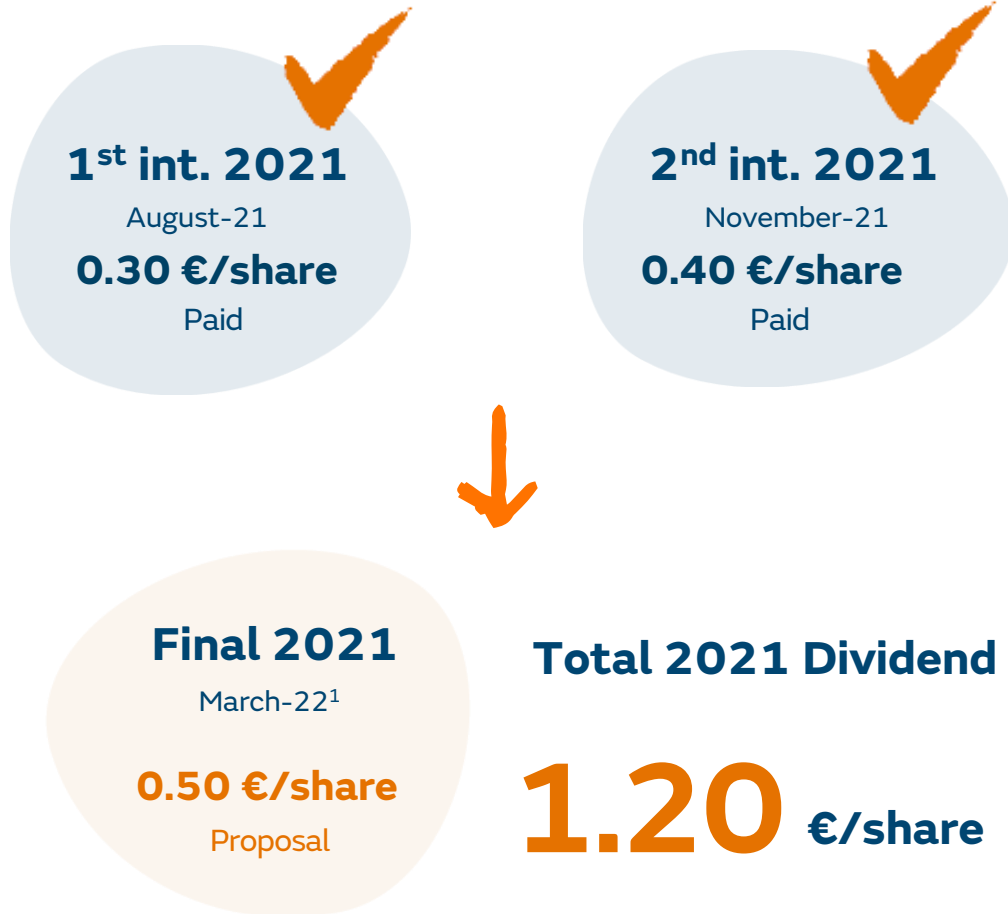 1st int. 2021
August-21
0.30 €/share
Paid
2nd int. 2021
November-21
0.40 €/share
Paid
Final 2021
March-22¹
0.50 €/share
Proposal
Total 2021 Dividend
1.20 €/share